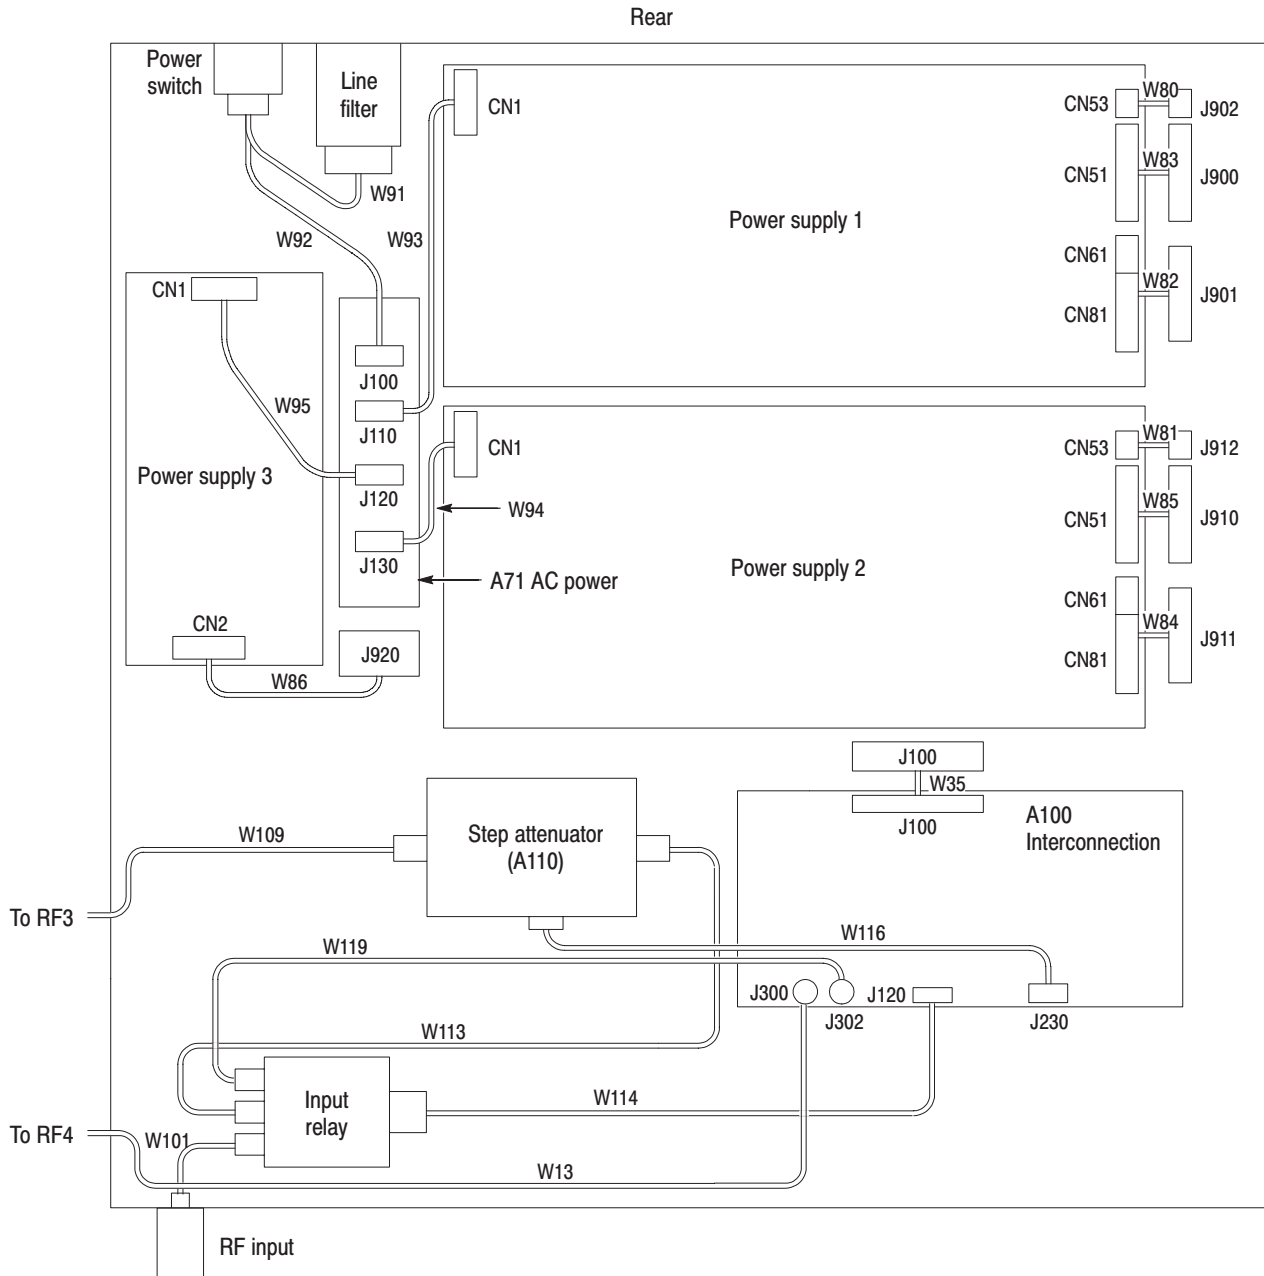 Rear
Power
switch
Line
filter
CN1
W80
CN53
J902
W83
CN51
J900
W91
Power supply 1
W92
W93
CN61
W82
CN81
J901
CN1
J100
W95
J110
CN1
W81
CN53
J912
Power supply 3
J120
W94
W85
CN51
J910
J130
A71 AC power
Power supply 2
CN61
W84
CN81
J911
CN2
J920
W86
J100
W35
J100
A100
Interconnection
W109
Step attenuator
(A110)
To RF3
W119
W116
J300
J302
J120
J230
W113
Input
relay
W114
To RF4
W101
W13
RF input